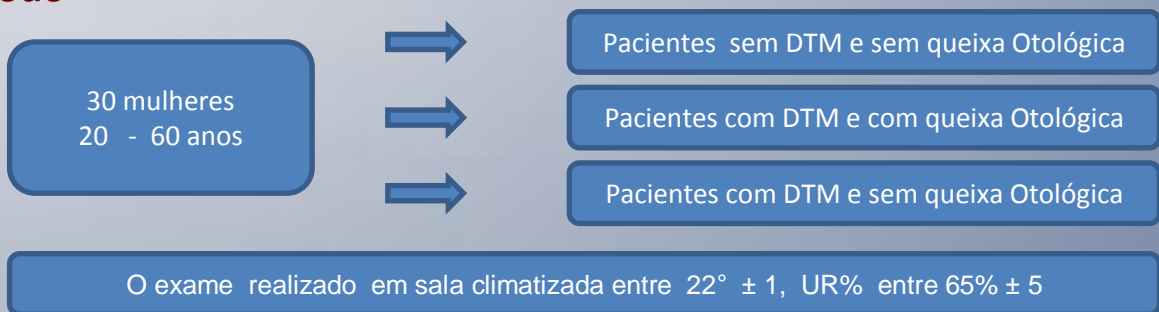 30 mulheres
20 - 60 anos
Pacientes sem DTM e sem queixa Otológica
Pacientes com DTM e com queixa Otológica
Pacientes com DTM e sem queixa Otológica
O exame realizado em sala climatizada entre 22° ± 1, UR% entre 65% ± 5